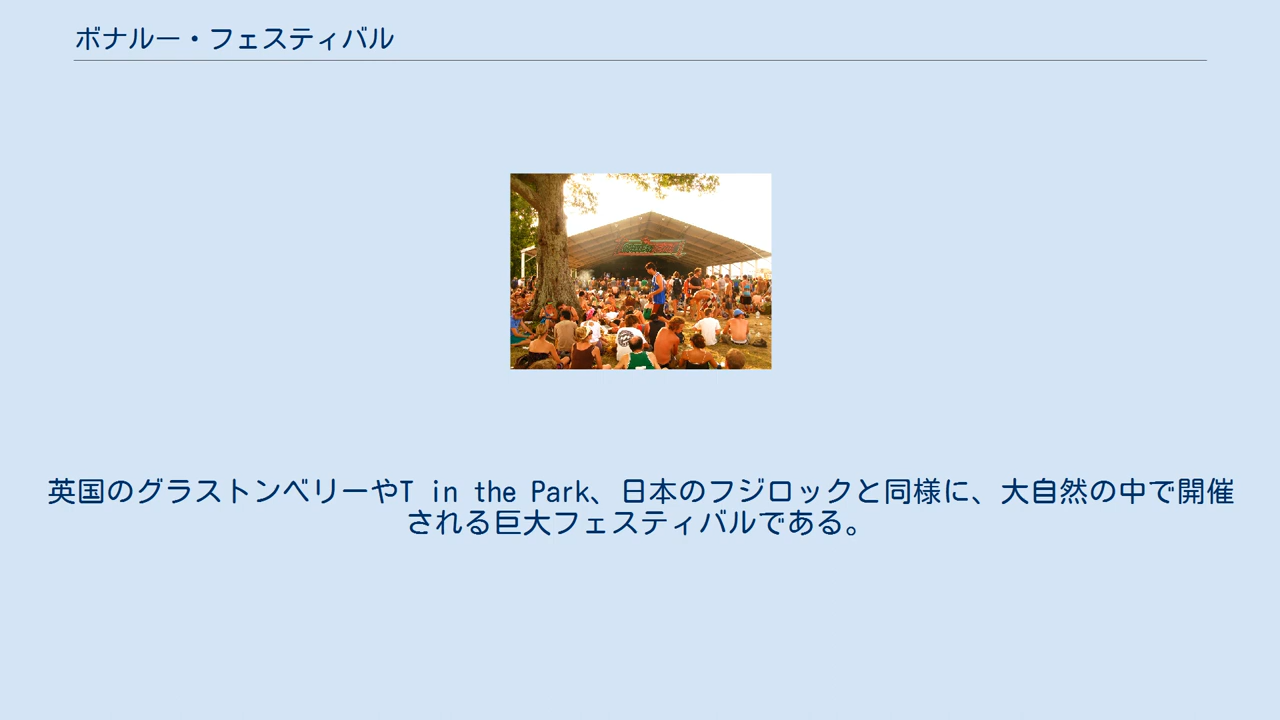 ボナルー・フェスティバル
英国のグラストンベリーやT in the Park、日本のフジロックと同様に、大自然の中で開催
される巨大フェスティバルである。